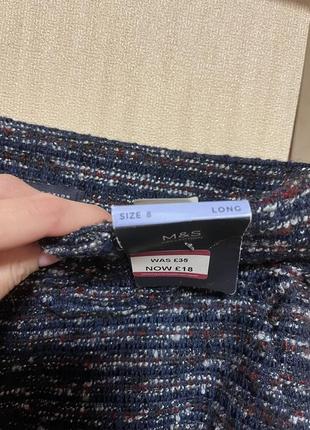 SIZE 8 LONG
M&S
WAS £35
NOW £18